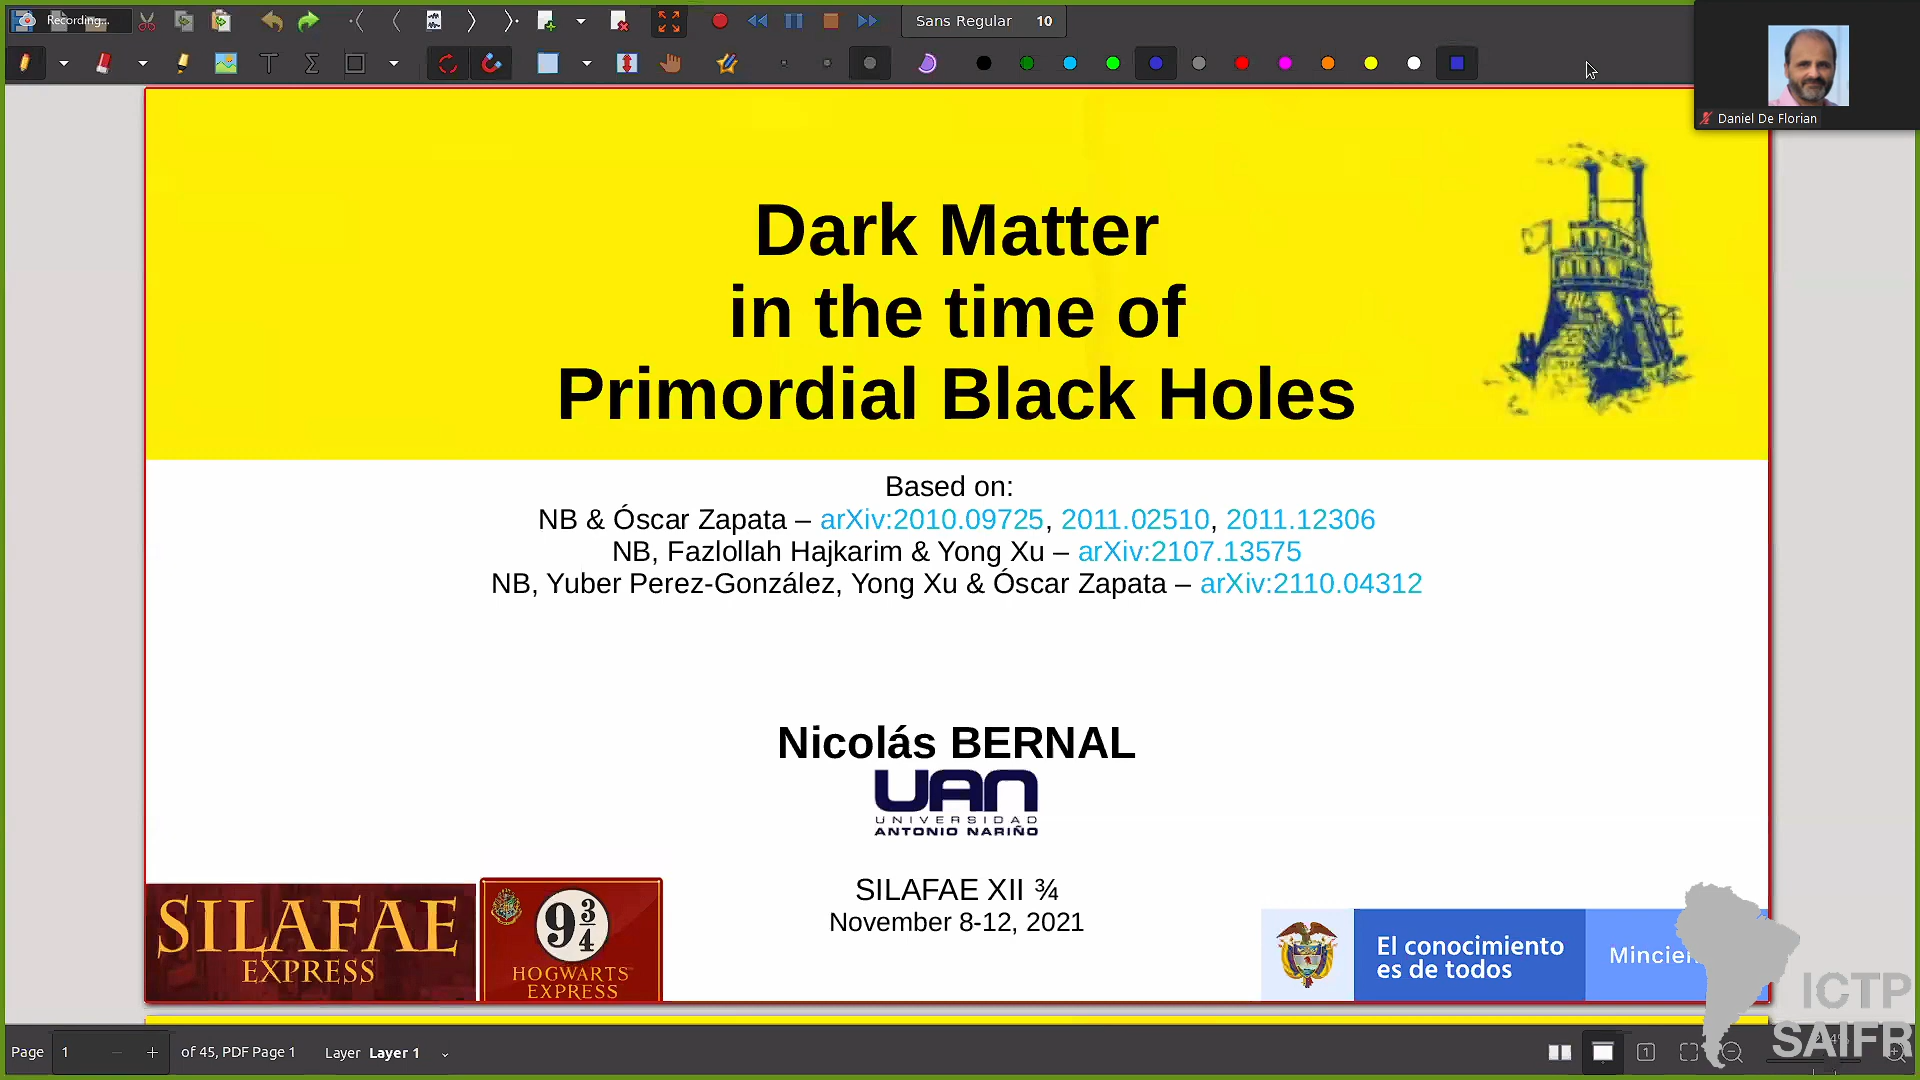 Recording...
Sans Regular 10
Daniel De Florian
Dark Matter
in the time of
Primordial Black Holes
Based on:
NB & Óscar Zapata – arXiv:2010.09725, 2011.02510, 2011.12306
NB, Fazlollah Hajkarim & Yong Xu – arXiv:2107.13575
NB, Yuber Perez-González, Yong Xu & Óscar Zapata – arXiv:2110.04312
Nicolás BERNAL
UAN
UNIVERSIDAD
ANTONIO NARIÑO
SILAFAE XII ¾
November 8-12, 2021
SILAFAE
EXPRESS
9 3/4
HOGWARTS
EXPRESS
El conocimiento
es de todos
Mincien
ICTP
SAIFR
Page 1 of 45, PDF Page 1 Layer Layer 1